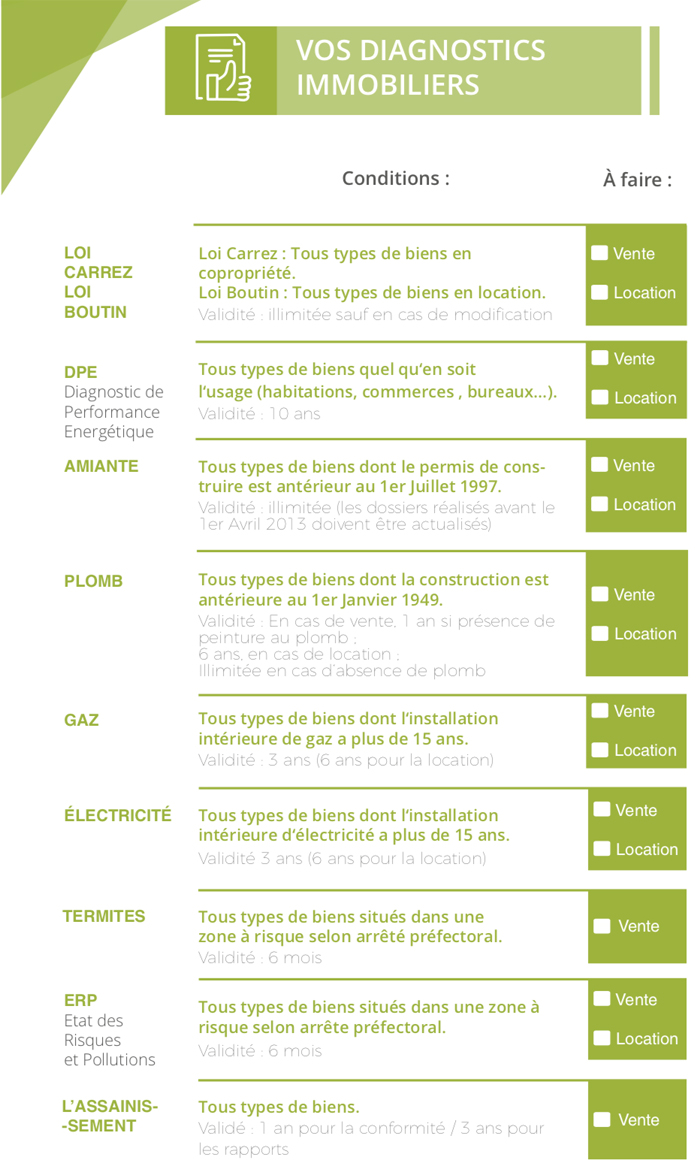 VOS DIAGNOSTICS
IMMOBILIERS
Conditions :
À faire :
LOI
CARREZ
LOI
BOUTIN
Loi Carrez : Tous types de biens en
copropriété.
Loi Boutin : Tous types de biens en location.
Validité : illimitée sauf en cas de modification
Vente
Location
DPE
Diagnostic de
Performance
Energétique
Tous types de biens quel qu'en soit
l'usage (habitations, commerces , bureaux...).
Validité : 10 ans
Vente
Location
AMIANTE
Tous types de biens dont le permis de cons-
truire est antérieur au 1er Juillet 1997.
Validité : illimitée (les dossiers réalisés avant le
1er Avril 2013 doivent être actualisés)
Vente
Location
PLOMB
Tous types de biens dont la construction est
antérieure au 1er Janvier 1949.
Validité : En cas de vente, 1 an si présence de
peinture au plomb ;
6 ans, en cas de location ;
Illimitée en cas d'absence de plomb
Vente
Location
GAZ
Tous types de biens dont l'installation
intérieure de gaz a plus de 15 ans.
Validité : 3 ans (6 ans pour la location)
Vente
Location
ÉLECTRICITÉ
Tous types de biens dont l'installation
intérieure d'électricité a plus de 15 ans.
Validité 3 ans (6 ans pour la location)
Vente
Location
TERMITES
Tous types de biens situés dans une
zone à risque selon arrêté préfectoral.
Validité : 6 mois
Vente
ERP
Etat des
Risques
et Pollutions
Tous types de biens situés dans une zone à
risque selon arrête préfectoral.
Validité : 6 mois
Vente
Location
L'ASSAINIS-
-SEMENT
Tous types de biens.
Validé : 1 an pour la conformité / 3 ans pour
les rapports
Vente